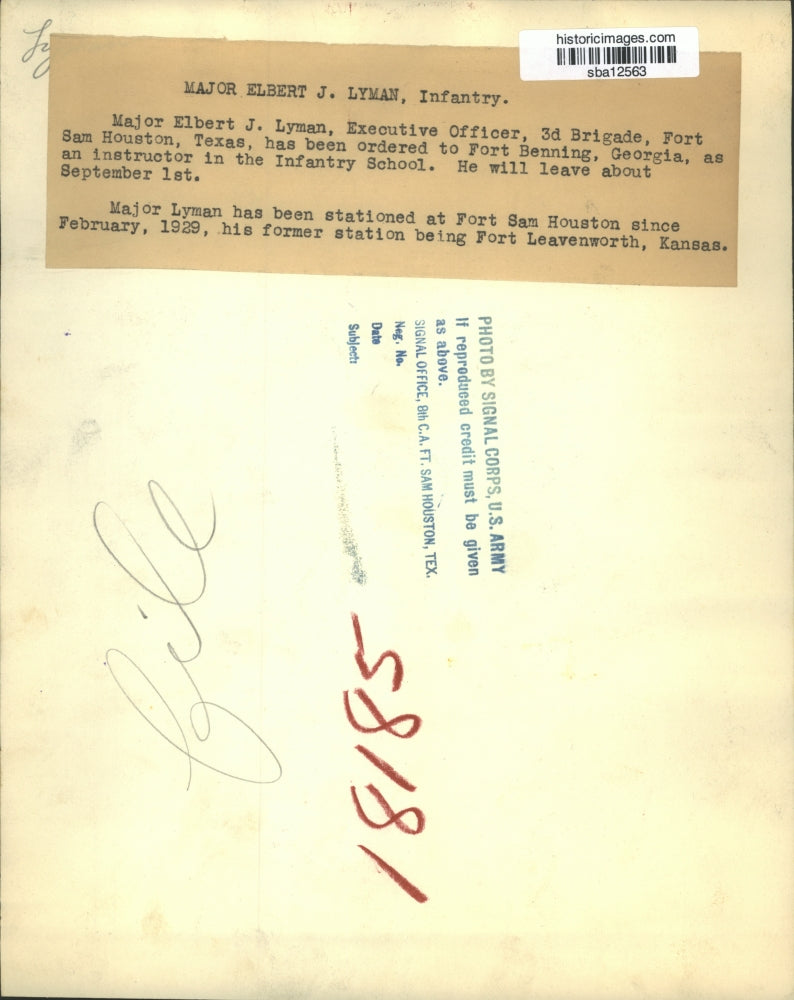 historicimages.com
sba12563
MAJOR ELBERT J. LYMAN, Infantry.
Major Elbert J. Lyman, Executive Officer, 3d Brigade, Fort
Sam Houston, Texas, has been ordered to Fort Benning, Georgia, as
an instructor in the Infantry School. He will leave about
September 1st.
Major Lyman has been stationed at Fort Sam Houston since
February, 1929, his former station being Fort Leavenworth, Kansas.
PHOTO BY SIGNAL CORPS, U.S. ARMY
If reproduced credit must be given
as above.
SIGNAL OFFICE, 8th C.A. FT. SAM HOUSTON, TEX.
Neg. No.
Date
Subject:
file
18185